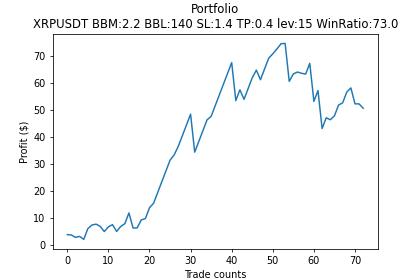 Portfolio
XRPUSDT BBM:2.2 BBL:140 SL:1.4 TP:0.4 lev:15 WinRatio:73.0
70
60
50
40
30
20
10
0
Profit ($)
0 10 20 30 40 50 60 70
Trade counts